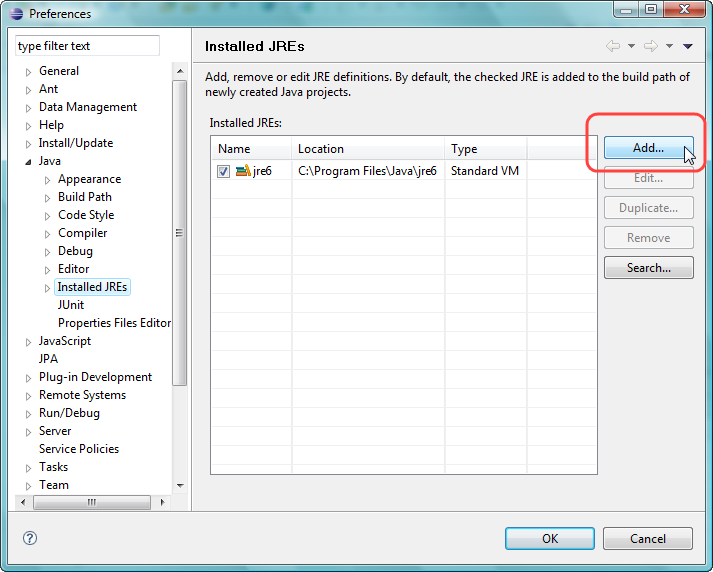 Preferences
type filter text
General
Ant
Data Management
Help
Install/Update
Java
Appearance
Build Path
Code Style
Compiler
Debug
Editor
Installed JREs
JUnit
Properties Files Editor
JavaScript
JPA
Plug-in Development
Remote Systems
Run/Debug
Server
Service Policies
Tasks
Team
Installed JREs
Add, remove or edit JRE definitions. By default, the checked JRE is added to the build path of
newly created Java projects.
Installed JREs:
Name Location Type
jre6 C:\Program Files\Java\jre6 Standard VM
Add...
Edit...
Duplicate...
Remove
Search...
?
OK Cancel